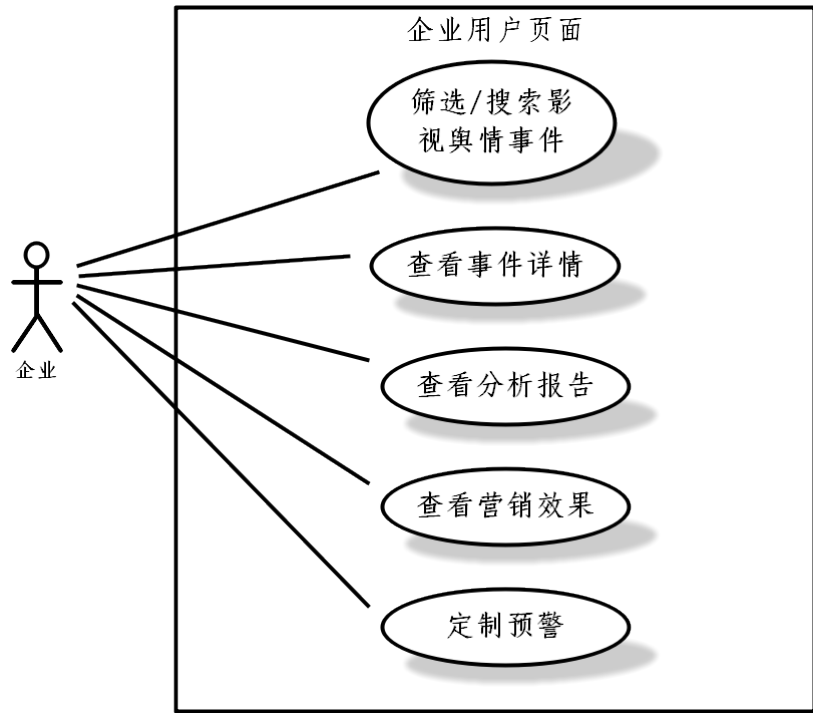 企业用户页面
筛选/搜索影
视舆情事件
查看事件详情
查看分析报告
查看营销效果
定制预警
企业